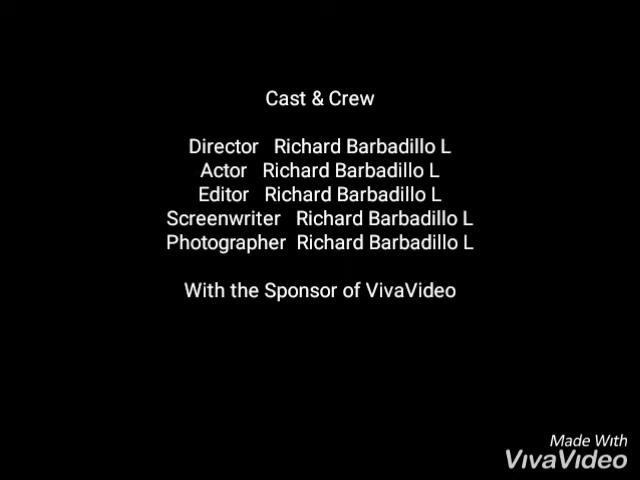 Cast & Crew
Director Richard Barbadillo L
Actor Richard Barbadillo L
Editor Richard Barbadillo L
Screenwriter Richard Barbadillo L
Photographer Richard Barbadillo L
With the Sponsor of VivaVideo
Made With
VivaVideo